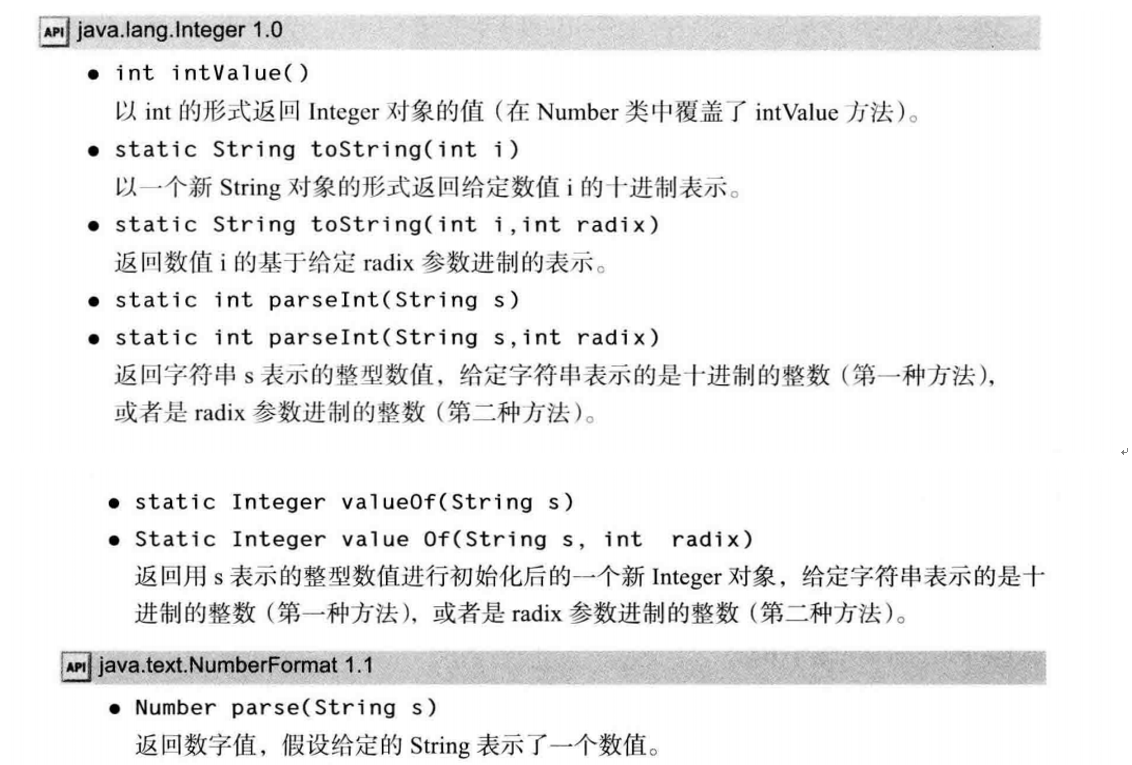 API java.lang.Integer 1.0
● int intValue()
以 int 的形式返回 Integer 对象的值（在 Number 类中覆盖了 intValue 方法）。
● static String toString(int i)
以一个新 String 对象的形式返回给定数值 i 的十进制表示。
● static String toString(int i,int radix)
返回数值 i 的基于给定 radix 参数进制的表示。
● static int parseInt(String s)
● static int parseInt(String s,int radix)
返回字符串 s 表示的整型数值，给定字符串表示的是十进制的整数（第一种方法），
或者是 radix 参数进制的整数（第二种方法）。
● static Integer valueOf(String s)
● Static Integer value Of(String s, int radix)
返回用 s 表示的整型数值进行初始化后的一个新 Integer 对象，给定字符串表示的是十
进制的整数（第一种方法），或者是 radix 参数进制的整数（第二种方法）。
API java.text.NumberFormat 1.1
● Number parse(String s)
返回数字值，假设给定的 String 表示了一个数值。